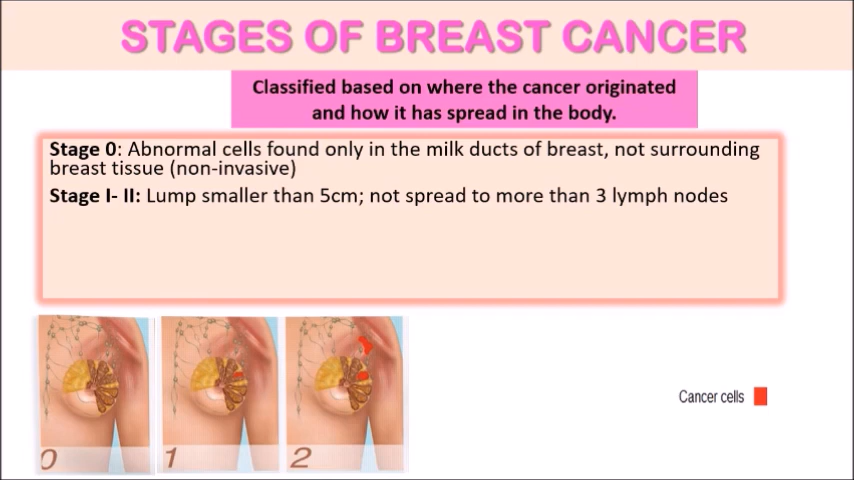 STAGES OF BREAST CANCER
Classified based on where the cancer originated
and how it has spread in the body.
Stage 0: Abnormal cells found only in the milk ducts of breast, not surrounding
breast tissue (non-invasive)
Stage I- II: Lump smaller than 5cm; not spread to more than 3 lymph nodes
Cancer cells
0 1 2